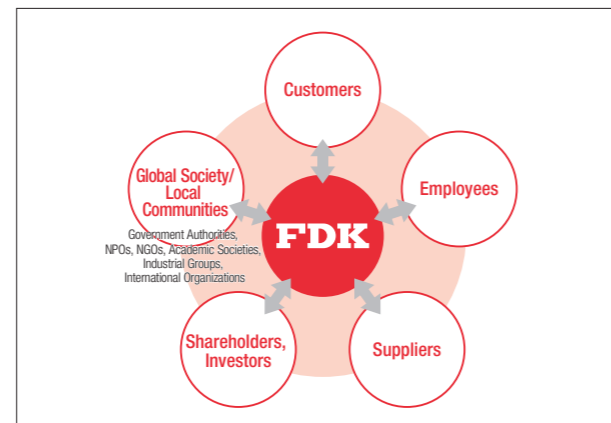 Customers
Global Society/
Local
Communities
Government Authorities,
NPOs, NGOs, Academic Societies,
Industrial Groups,
International Organizations
Employees
FDK
Shareholders,
Investors
Suppliers